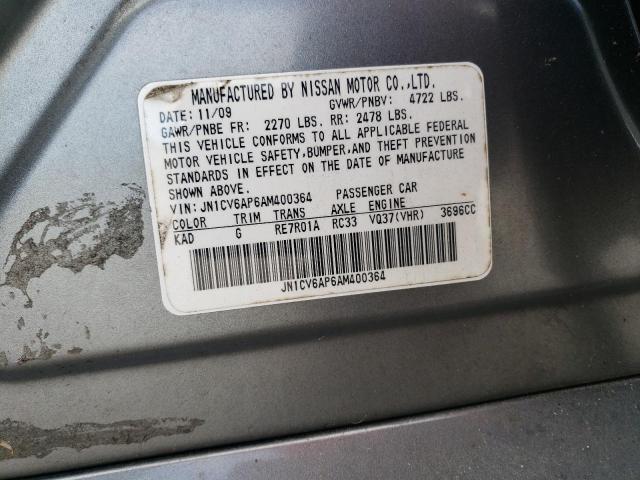 MANUFACTURED BY NISSAN MOTOR CO.,LTD.
DATE: 11/09 GVWR/PNBV: 4722 LBS.
GAWR/PNBE FR: 2270 LBS. RR: 2478 LBS.
THIS VEHICLE CONFORMS TO ALL APPLICABLE FEDERAL
MOTOR VEHICLE SAFETY,BUMPER,AND THEFT PREVENTION
STANDARDS IN EFFECT ON THE DATE OF MANUFACTURE
SHOWN ABOVE.
VIN: JN1CV6AP6AM400364 PASSENGER CAR
COLOR TRIM TRANS AXLE ENGINE
KAD G RE7R01A RC33 VQ37(VHR) 3696CC
JN1CV6AP6AM400364